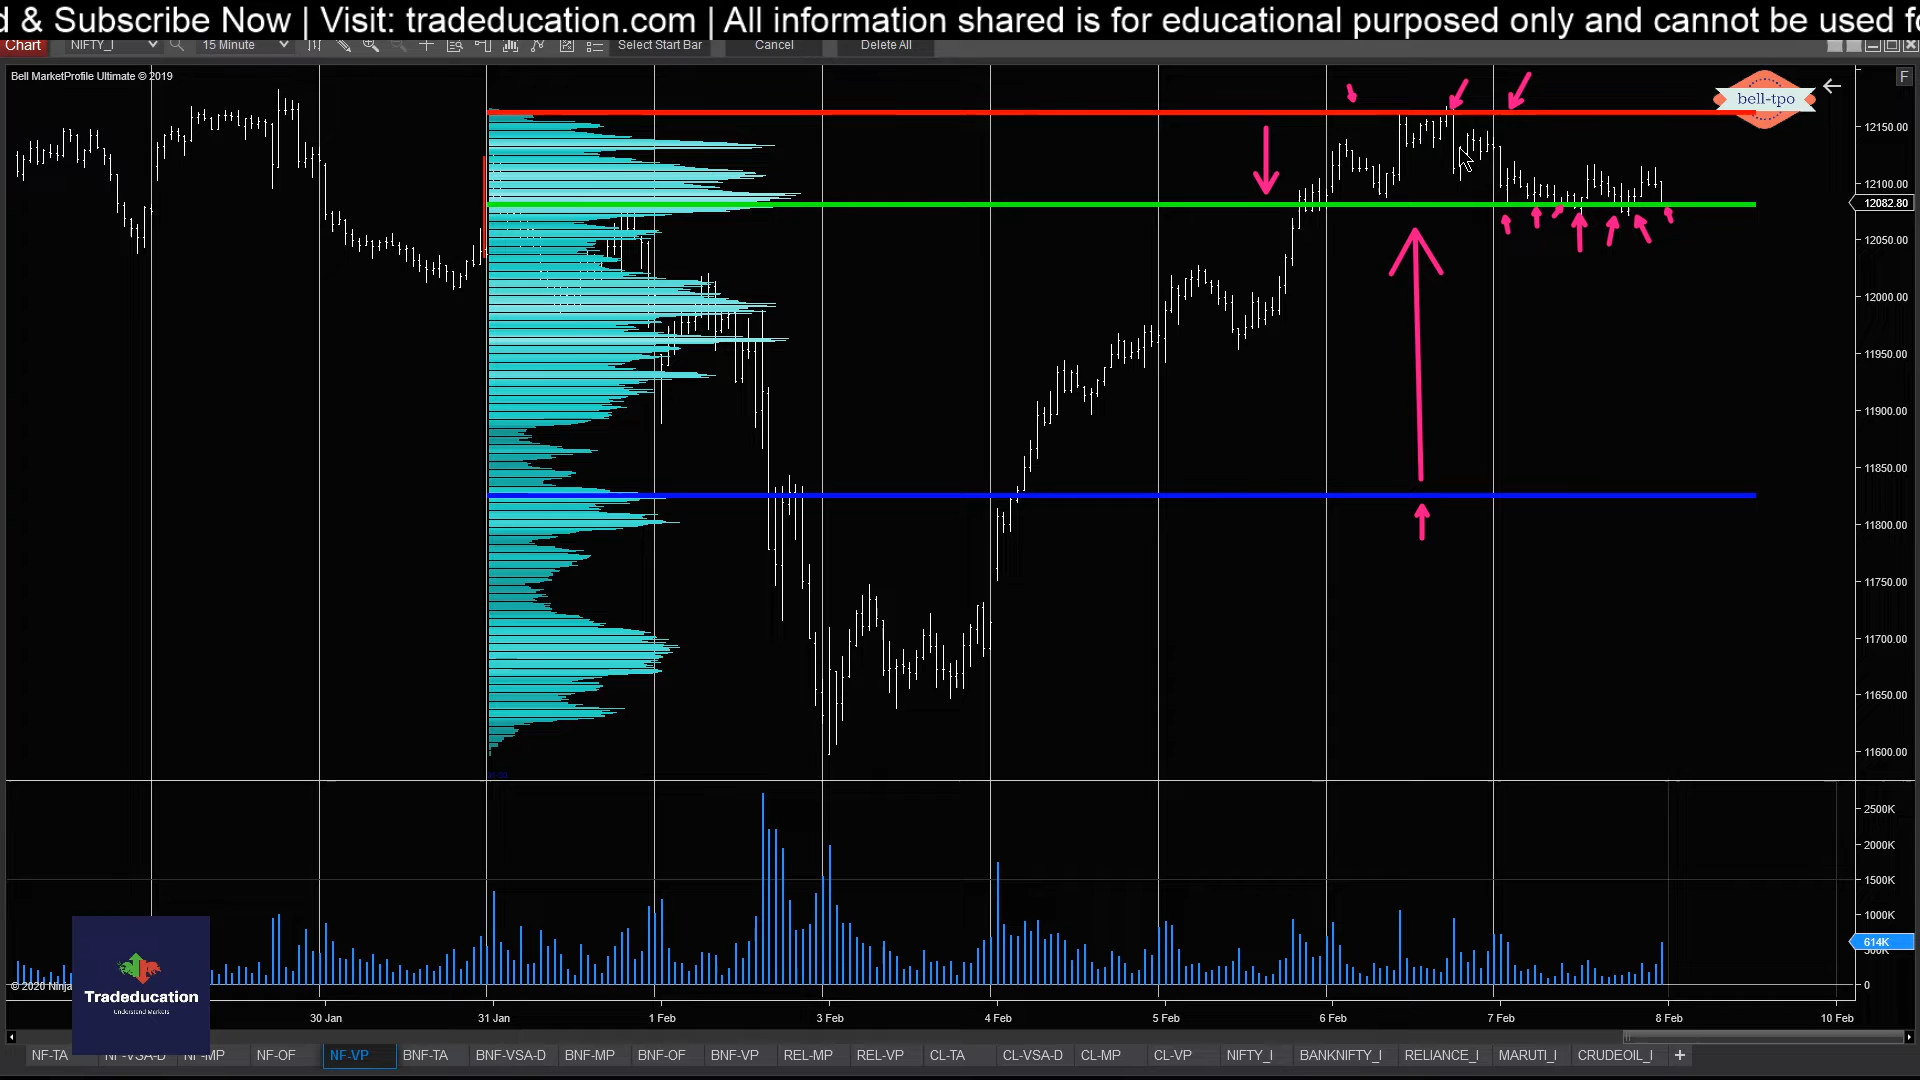 d & Subscribe Now | Visit: tradeducation.com | All information shared is for educational purposed only and cannot be used fo
Chart NIFTY_I 15 Minute Select Start Bar Cancel Delete All
Bell MarketProfile Ultimate © 2019
F
bell-tpo
12150.00
12100.00
12082.80
12050.00
12000.00
11950.00
11900.00
11850.00
11800.00
11750.00
11700.00
11650.00
11600.00
2500K
2000K
1500K
1000K
614K
0
© 2020 Ninja
Tradeducation
Understand Markets
30 Jan 31 Jan 1 Feb 3 Feb 4 Feb 5 Feb 6 Feb 7 Feb 8 Feb 10 Feb
NF-TA NF-VSA-D NF-MP NF-OF NF-VP BNF-TA BNF-VSA-D BNF-MP BNF-OF BNF-VP REL-MP REL-VP CL-TA CL-VSA-D CL-MP CL-VP NIFTY_I BANKNIFTY_I RELIANCE_I MARUTI_I CRUDEOIL_I +